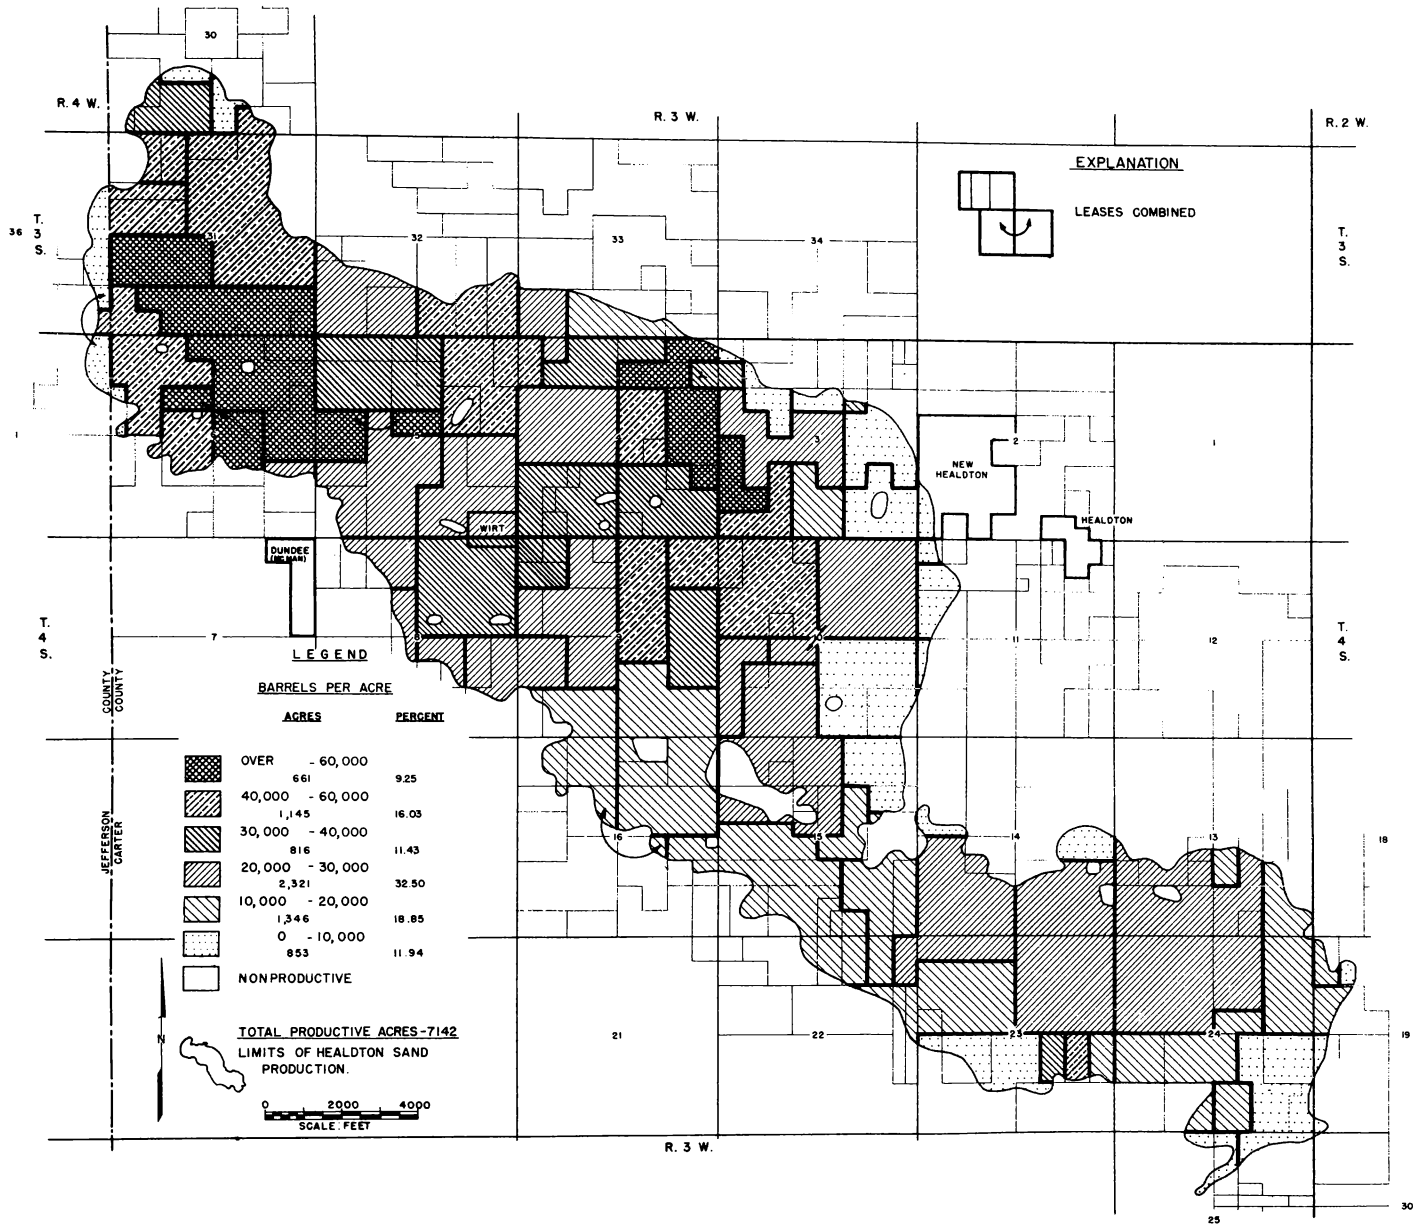 30
R. 4 W.
R. 3 W.
R. 2 W.
EXPLANATION
LEASES COMBINED
36
T.
3
S.
31
32
33
34
T.
3
S.
1
5
3
2
1
NEW
HEALDTON
HEALDTON
WIRT
DUNDEE
(MC MAN)
T.
4
S.
7
8
9
10
11
12
T.
4
S.
LEGEND
BARRELS PER ACRE
ACRES PERCENT
OVER - 60,000
661 9.25
40,000 - 60,000
1,145 16.03
30,000 - 40,000
816 11.43
20,000 - 30,000
2,321 32.50
10,000 - 20,000
1,346 18.85
0 - 10,000
853 11.94
NONPRODUCTIVE
COUNTY
COUNTY
JEFFERSON
CARTER
16
15
14
13
18
N
TOTAL PRODUCTIVE ACRES-7142
LIMITS OF HEALDTON SAND
PRODUCTION.
0 2000 4000
SCALE: FEET
21
22
23
24
19
R. 3 W.
25
30